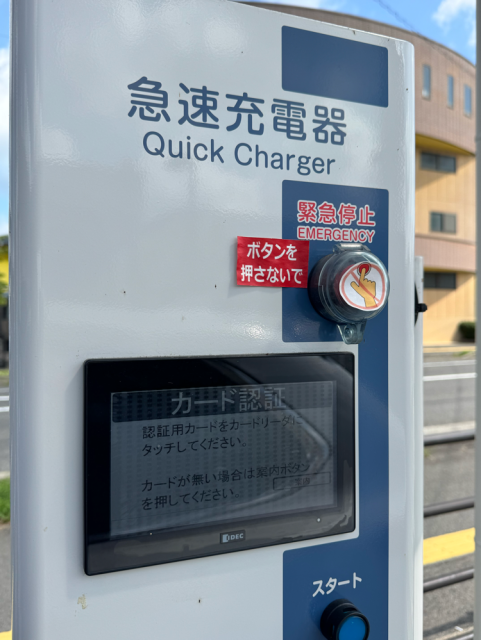 急速充電器
Quick Charger
緊急停止
EMERGENCY
ボタンを
押さないで
カード認証
認証用カードをカードリーダに
タッチしてください。
カードが無い場合は案内ボタン
を押してください
IDEC
スタート